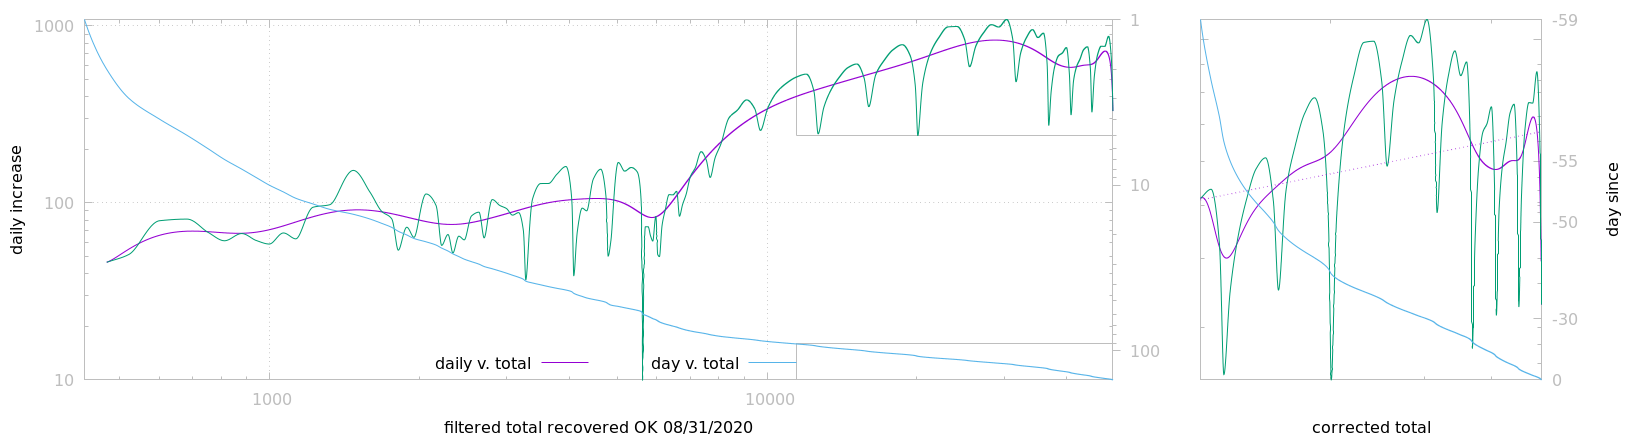 1000
100
10
daily increase
1000
10000
1
10
100
daily v. total
day v. total
filtered total recovered OK 08/31/2020
-59
-55
-50
-30
0
day since
corrected total